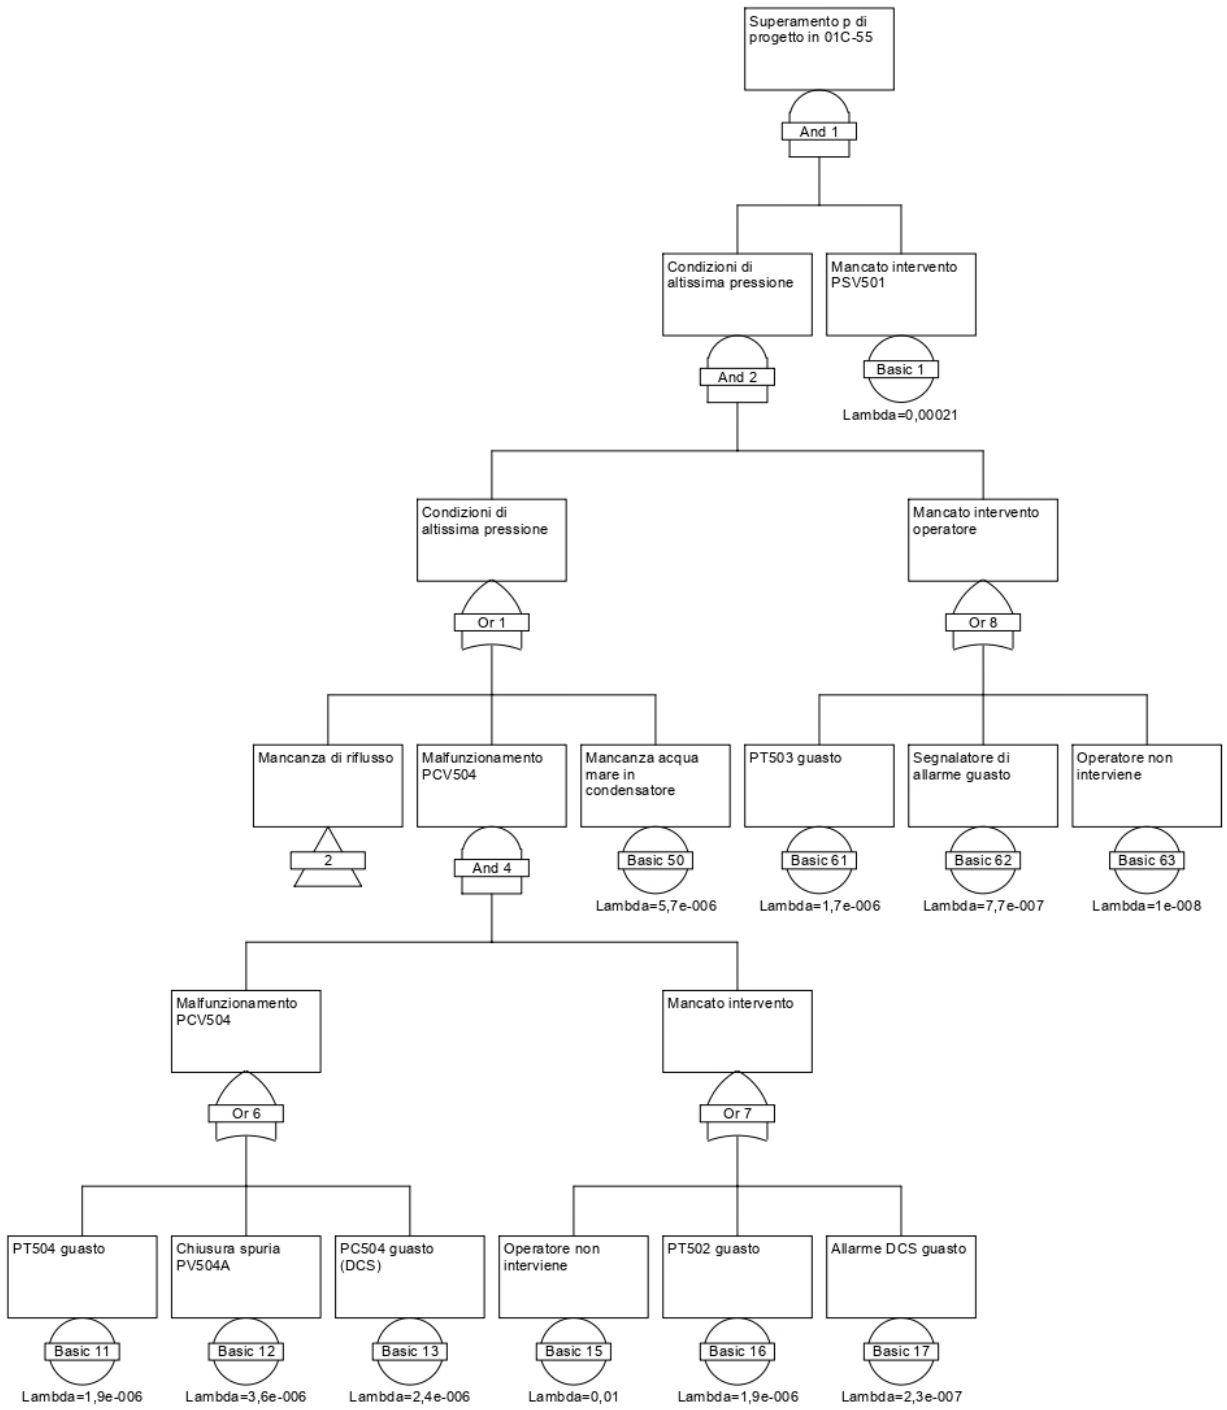 Superamento p di
progetto in 01C-55
And 1
Condizioni di
altissima pressione
Mancato intervento
PSV501
And 2
Basic 1
Lambda=0,00021
Condizioni di
altissima pressione
Mancato intervento
operatore
Or 1
Or 8
Mancanza di riflusso
Malfunzionamento
PCV504
Mancanza acqua
mare in
condensatore
PT503 guasto
Segnalatore di
allarme guasto
Operatore non
interviene
2
And 4
Basic 50
Basic 61
Basic 62
Basic 63
Lambda=5,7e-006
Lambda=1,7e-006
Lambda=7,7e-007
Lambda=1e-008
Malfunzionamento
PCV504
Mancato intervento
Or 6
Or 7
PT504 guasto
Chiusura spuria
PV504A
PC504 guasto
(DCS)
Operatore non
interviene
PT502 guasto
Allarme DCS guasto
Basic 11
Basic 12
Basic 13
Basic 15
Basic 16
Basic 17
Lambda=1,9e-006
Lambda=3,6e-006
Lambda=2,4e-006
Lambda=0,01
Lambda=1,9e-006
Lambda=2,3e-007